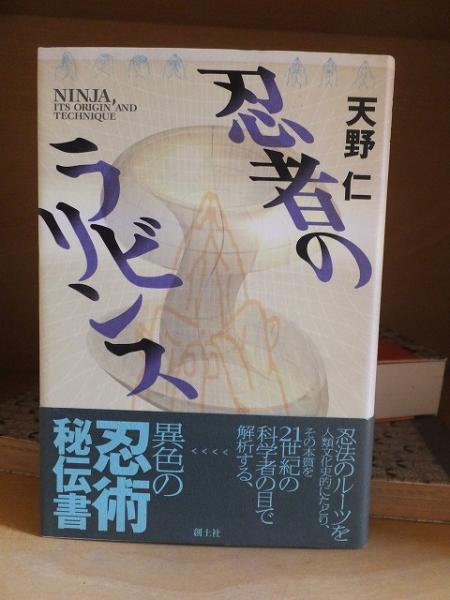 NINJA,
ITS ORIGIN AND
TECHNIQUE
忍者の
ラビリンス
天野 仁
忍法のルーツを
人類文化史的にたどり、
その本質を
21世紀の
科学者の目で
解析する、
<<<<
異色の
忍術
秘伝書
創土社